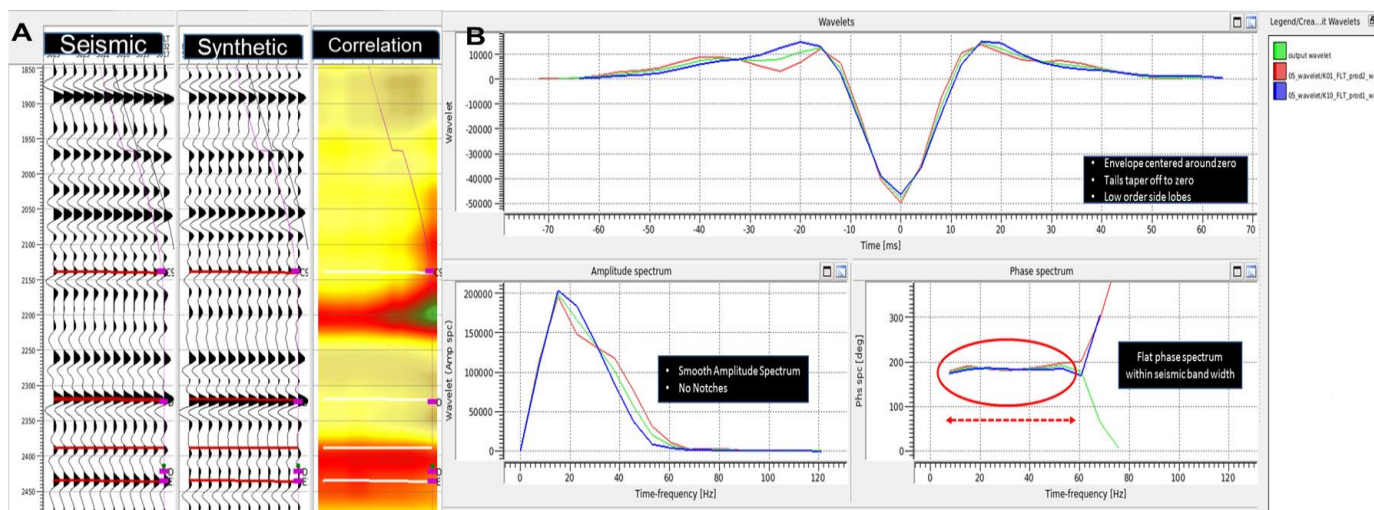 A
Seismic
Synthetic
Correlation
1850
1900
1950
2000
2050
2100
2150
2200
2250
2300
2350
2400
2450
D
D
E
B
Wavelets
Wavelet
10000
0
-10000
-20000
-30000
-40000
-50000
• Envelope centered around zero
• Tails taper off to zero
• Low order side lobes
-70 -60 -50 -40 -30 -20 -10 0 10 20 30 40 50 60 70
Time [ms]
Amplitude spectrum
Wavelet (Amp spc)
200000
150000
100000
50000
0
• Smooth Amplitude Spectrum
• No Notches
0 20 40 60 80 100 120
Time-frequency [Hz]
Phase spectrum
Phs spc [deg]
300
200
100
0
Flat phase spectrum
within seismic band width
0 20 40 60 80 100 120
Time-frequency [Hz]
Legend/Crea...it Wavelets
output wavelet
05_wavelet/K01_FLT_prod2_w
05_wavelet/K10_FLT_prod1_w